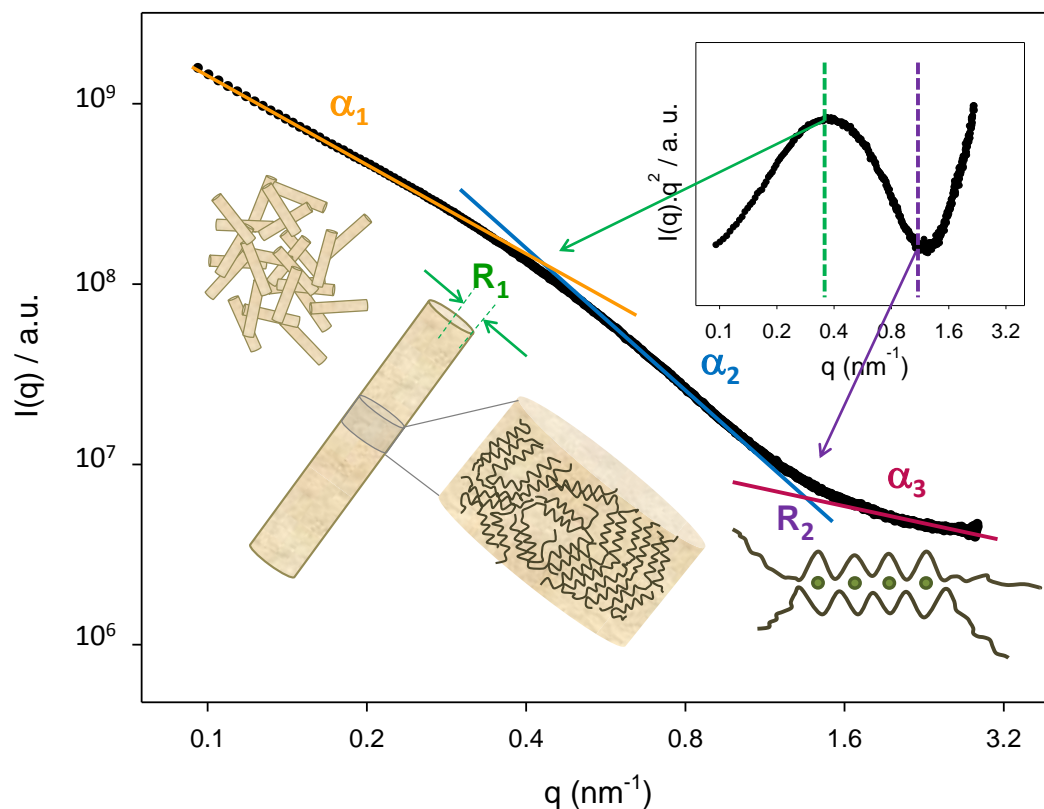 10⁹
10⁸
10⁷
10⁶
I(q) / a.u.
α₁
R₁
α₂
α₃
R₂
I(q).q² / a. u.
0.1 0.2 0.4 0.8 1.6 3.2
q (nm⁻¹)
0.1 0.2 0.4 0.8 1.6 3.2
q (nm⁻¹)